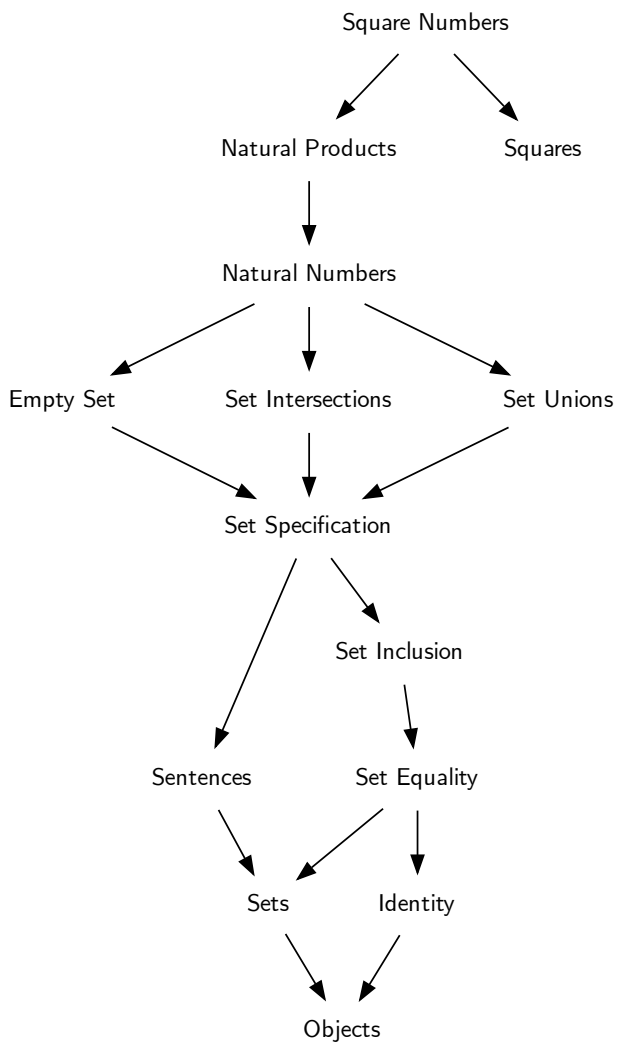 Square Numbers
Natural Products
Squares
Natural Numbers
Empty Set
Set Intersections
Set Unions
Set Specification
Set Inclusion
Sentences
Set Equality
Sets
Identity
Objects